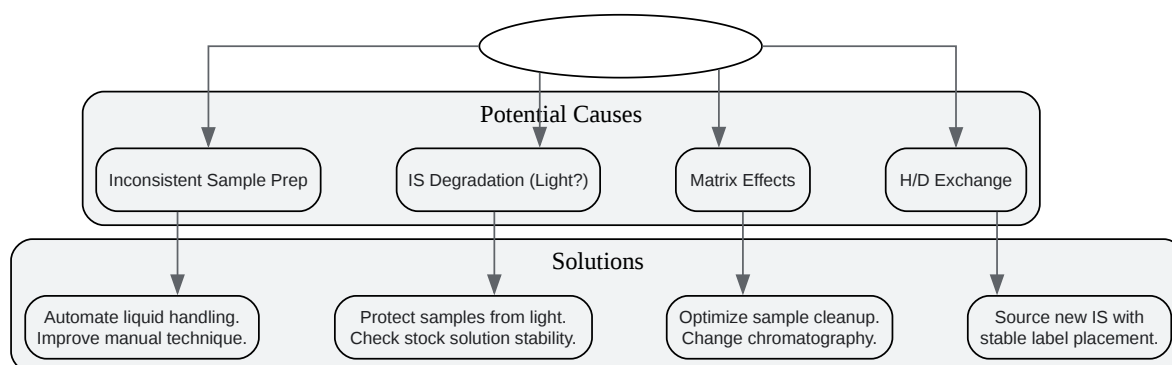 Potential Causes
Inconsistent Sample Prep
IS Degradation (Light?)
Matrix Effects
H/D Exchange
Solutions
Automate liquid handling.
Improve manual technique.
Protect samples from light.
Check stock solution stability.
Optimize sample cleanup.
Change chromatography.
Source new IS with
stable label placement.